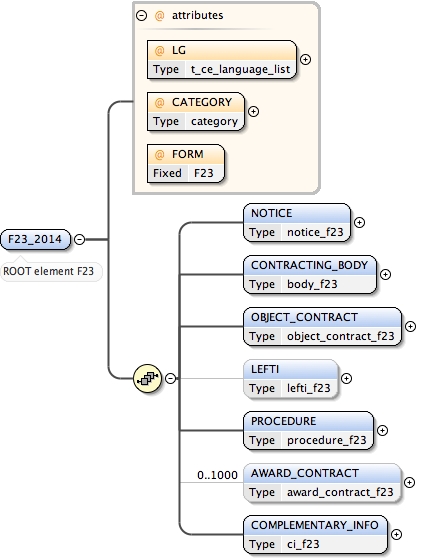 @ attributes
@ LG
Type t_ce_language_list
@ CATEGORY
Type category
@ FORM
Fixed F23
F23_2014
ROOT element F23
NOTICE
Type notice_f23
CONTRACTING_BODY
Type body_f23
OBJECT_CONTRACT
Type object_contract_f23
LEFTI
Type lefti_f23
PROCEDURE
Type procedure_f23
0..1000
AWARD_CONTRACT
Type award_contract_f23
COMPLEMENTARY_INFO
Type ci_f23